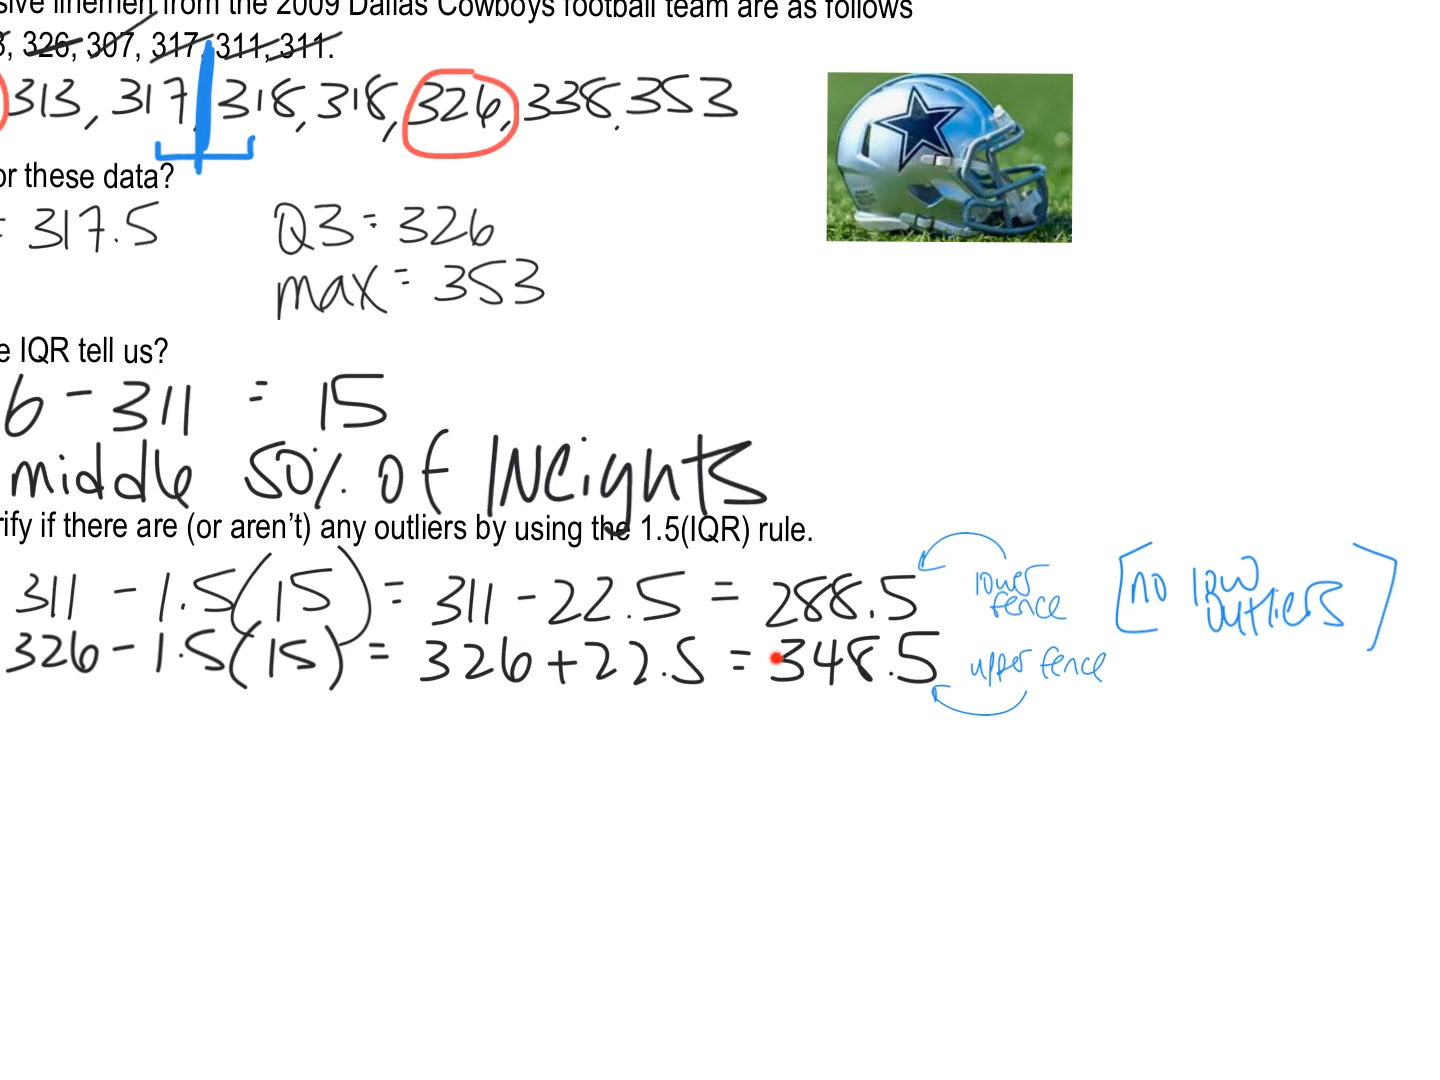 sive linemen from the 2009 Dallas Cowboys football team are as follows
326, 307, 317, 311, 311.
313, 317, 318, 318, 326, 338, 353
or these data?
= 317.5 Q3 = 326
max = 353
e IQR tell us?
6 - 311 = 15
middle 50% of weights
rify if there are (or aren't) any outliers by using the 1.5(IQR) rule.
311 - 1.5(15) = 311 - 22.5 = 288.5 lower fence [no low outliers]
326 - 1.5(15) = 326 + 22.5 = 348.5 upper fence